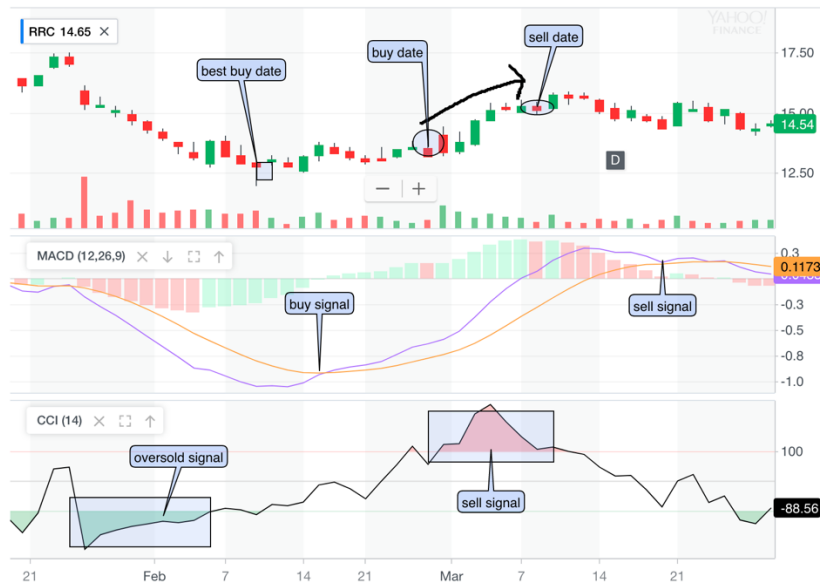 RRC 14.65 ×
YAHOO!
FINANCE
sell date
buy date
best buy date
17.50
15.00
14.54
D
12.50
− +
MACD (12,26,9)
0.3
0.1173
buy signal
sell signal
-0.3
-0.5
-0.8
-1.0
CCI (14)
100
oversold signal
sell signal
-88.56
21 Feb 7 14 21 Mar 7 14 21